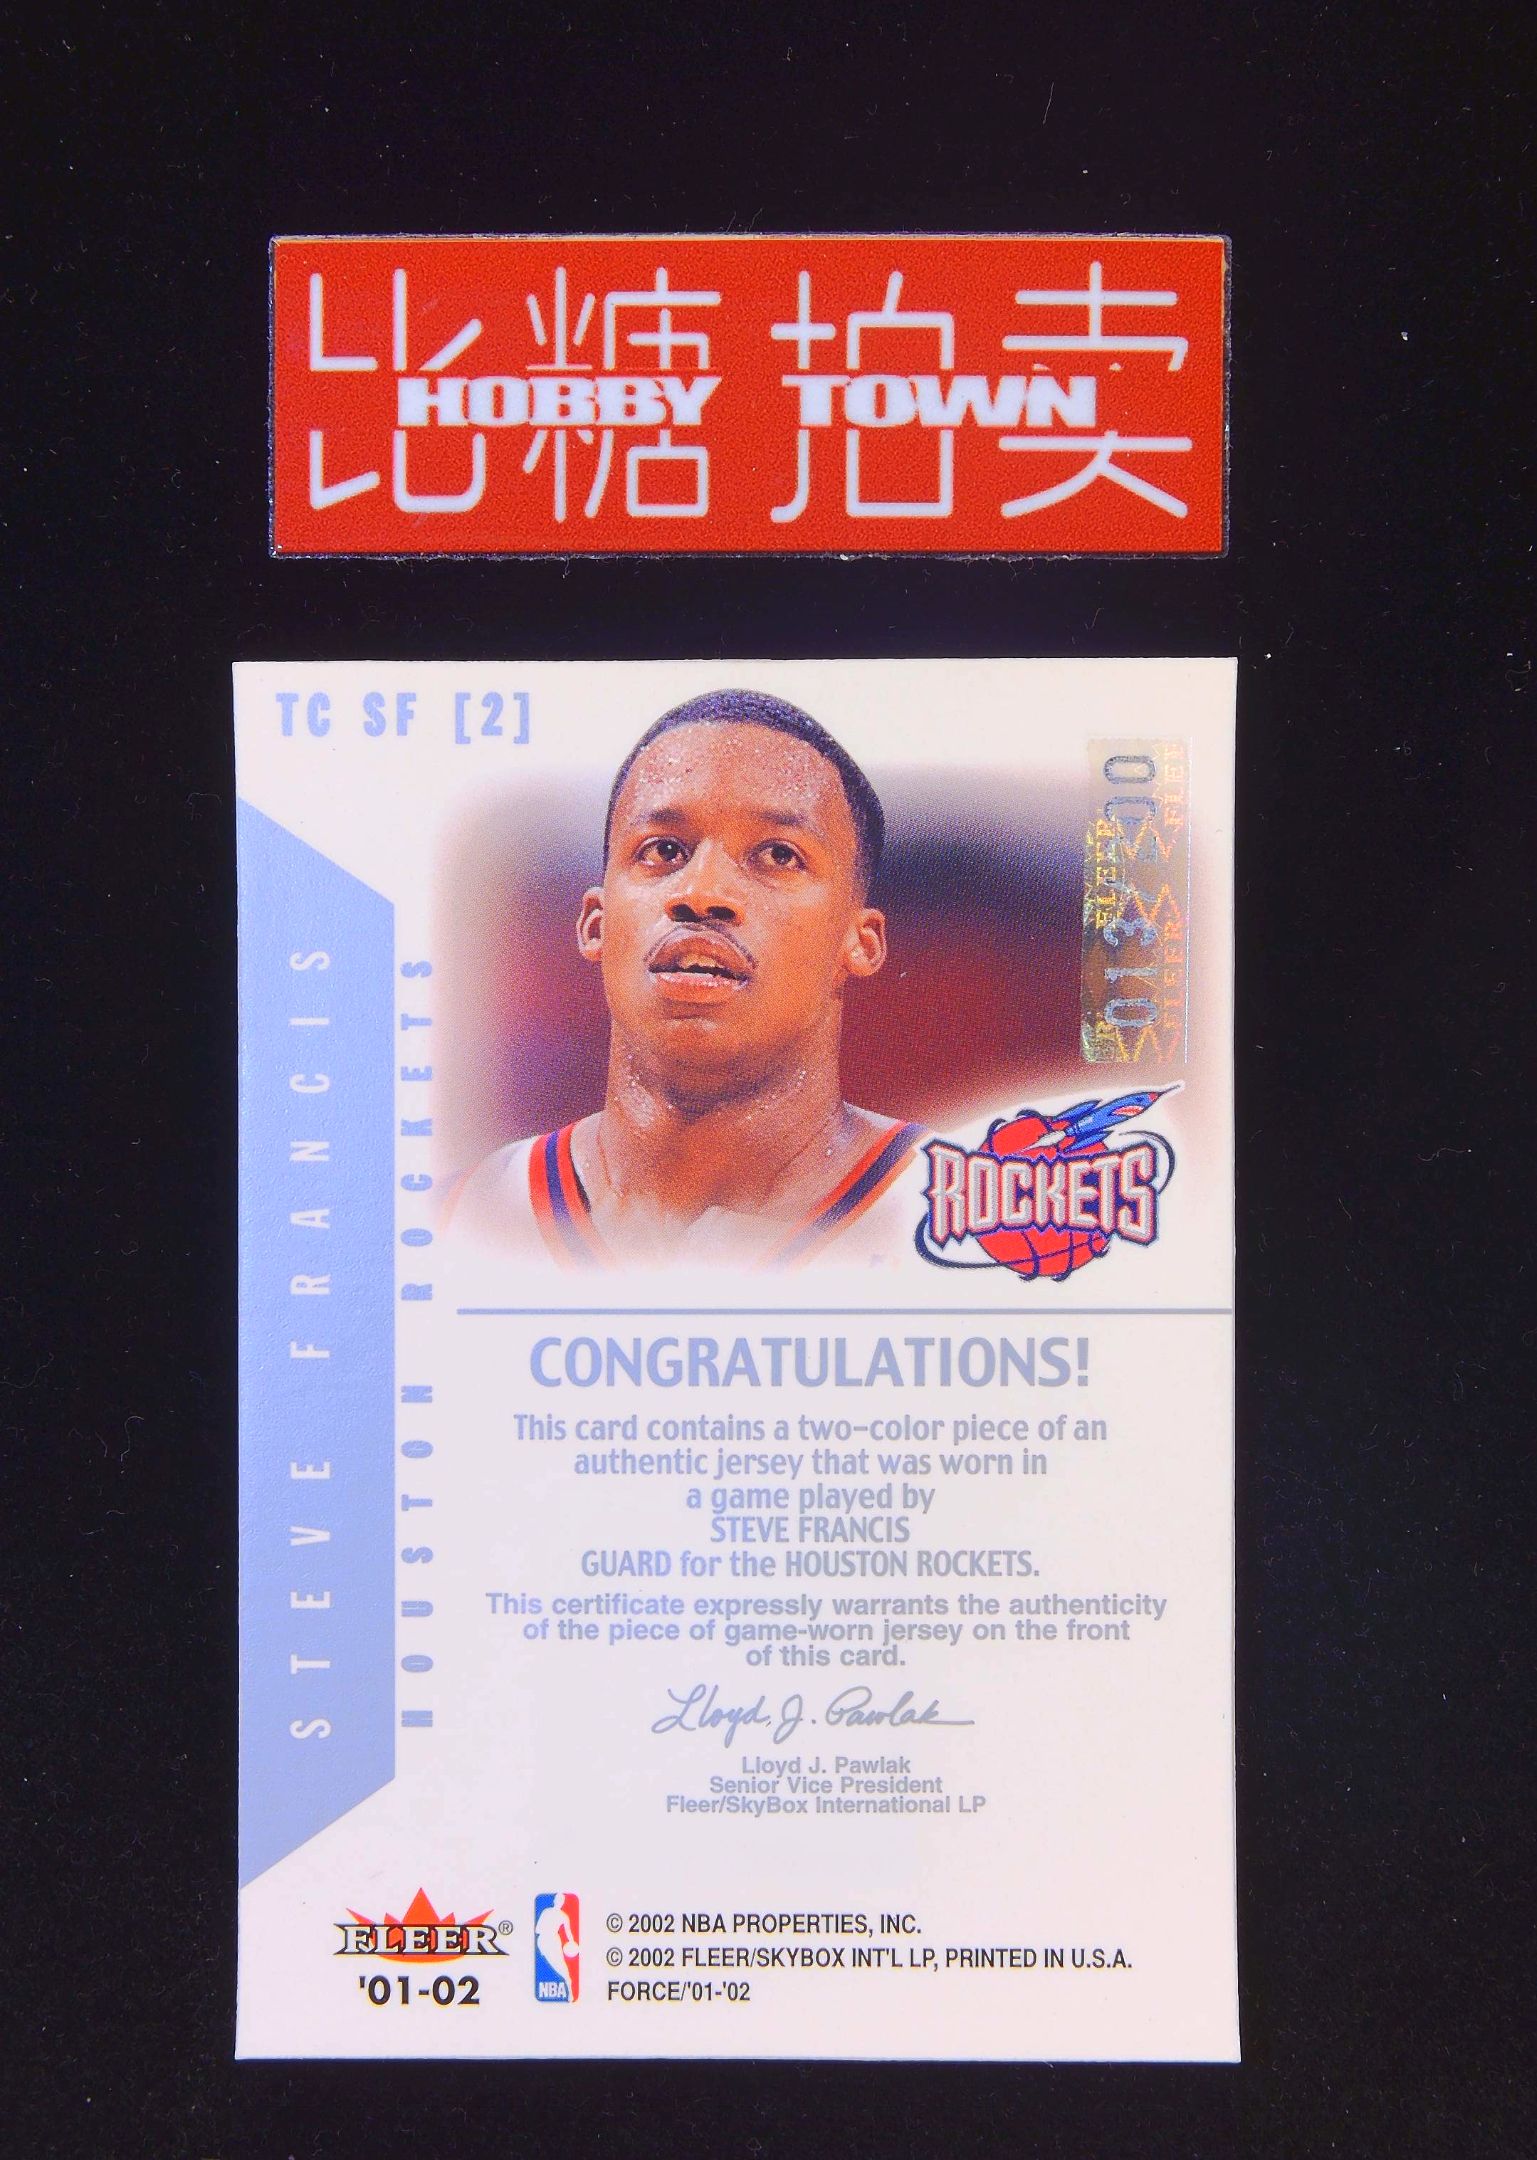 比糖拍卖
HOBBY TOWN
TC SF [2]
STEVE FRANCIS
HOUSTON ROCKETS
FLEER
FLEER
FLEER
ROCKETS
CONGRATULATIONS!
This card contains a two-color piece of an
authentic jersey that was worn in
a game played by
STEVE FRANCIS
GUARD for the HOUSTON ROCKETS.
This certificate expressly warrants the authenticity
of the piece of game-worn jersey on the front
of this card.
Lloyd J. Pawlak
Lloyd J. Pawlak
Senior Vice President
Fleer/SkyBox International LP
FLEER®
'01-02
NBA
© 2002 NBA PROPERTIES, INC.
© 2002 FLEER/SKYBOX INT'L LP, PRINTED IN U.S.A.
FORCE/'01-'02